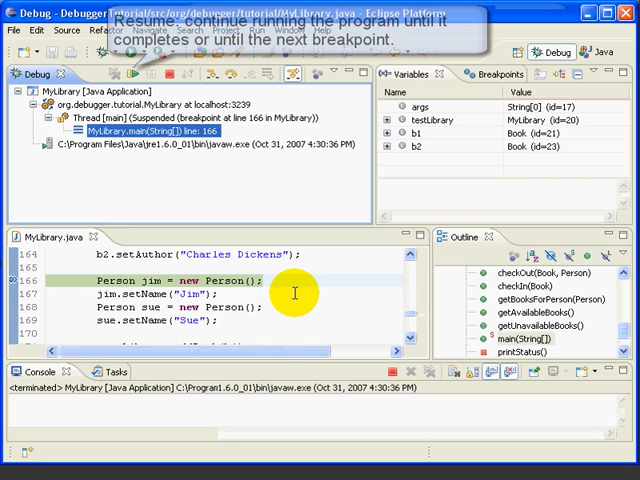 Debug - DebuggerTutorial/src/org/debugger/tutorial/MyLibrary.java - Eclipse Platform
Resume: continue running the program until it
completes or until the next breakpoint.
File Edit Source Refactor Navigate Search Project Run Window Help
Debug
Java
Debug
Variables
Breakpoints
MyLibrary [Java Application]
org.debugger.tutorial.MyLibrary at localhost:3239
Thread [main] (Suspended (breakpoint at line 166 in MyLibrary))
MyLibrary.main(String[]) line: 166
C:\Program Files\Java\jre1.6.0_01\bin\javaw.exe (Oct 31, 2007 4:30:36 PM)
Name Value
args String[0] (id=17)
testLibrary MyLibrary (id=20)
b1 Book (id=21)
b2 Book (id=23)
MyLibrary.java
164 b2.setAuthor("Charles Dickens");
165
166 Person jim = new Person();
167 jim.setName("Jim");
168 Person sue = new Person();
169 sue.setName("Sue");
170
Outline
checkOut(Book, Person)
checkIn(Book)
getBooksForPerson(Person)
getAvailableBooks()
getUnavailableBooks()
S main(String[])
printStatus()
Console
Tasks
<terminated> MyLibrary [Java Application] C:\Progran1.6.0_01\bin\javaw.exe (Oct 31, 2007 4:30:36 PM)